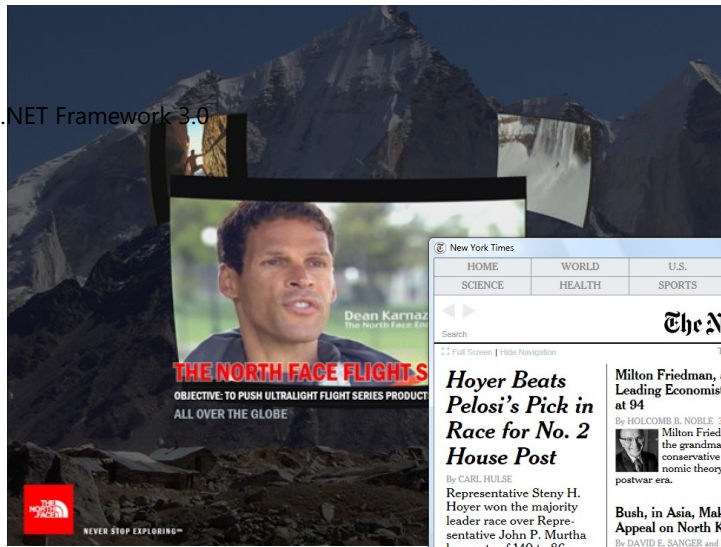 .NET Framework 3.0
Dean Karnaz
The North Face En
THE NORTH FACE FLIGHT S
OBJECTIVE: TO PUSH ULTRALIGHT FLIGHT SERIES PRODUCT
ALL OVER THE GLOBE
THE
NORTH
FACE
NEVER STOP EXPLORING™
New York Times
HOME WORLD U.S.
SCIENCE HEALTH SPORTS
Search
The N
Full Screen | Hide Navigation
Hoyer Beats
Pelosi's Pick in
Race for No. 2
House Post
By CARL HULSE
Representative Steny H.
Hoyer won the majority
leader race over Repre-
sentative John P. Murtha
Milton Friedman,
Leading Economist
at 94
By HOLCOMB B. NOBLE
Milton Fried
the grandma
conservative
nomic theory
postwar era.
Bush, in Asia, Mak
Appeal on North K
By DAVID E. SANGER and